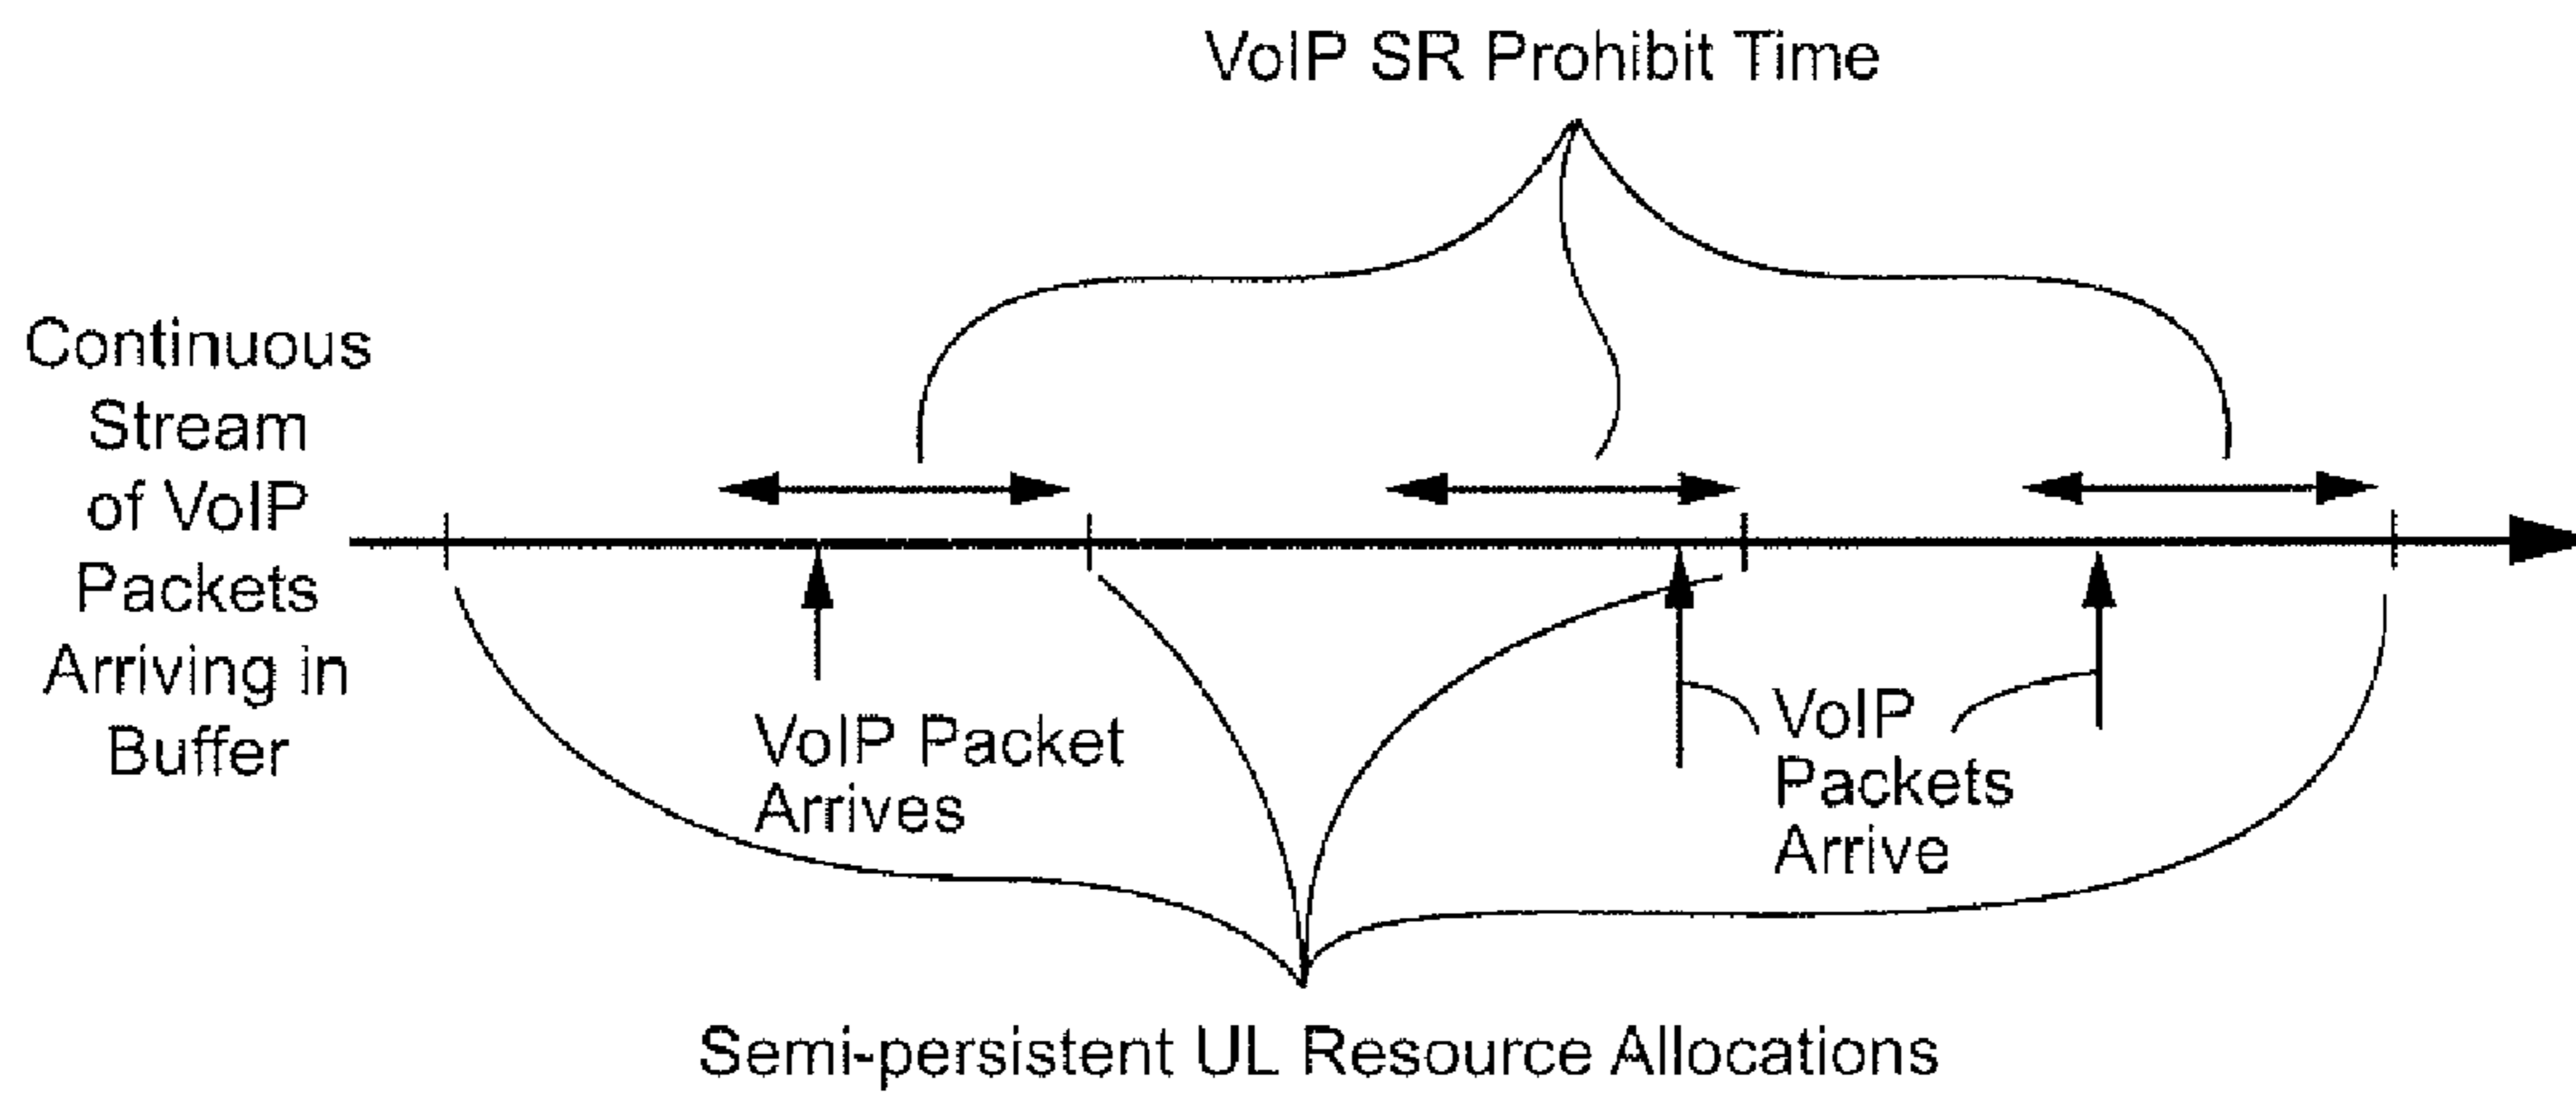 VoIP SR Prohibit Time
Continuous
Stream
of VoIP
Packets
Arriving in
Buffer
VoIP Packet
Arrives
VoIP
Packets
Arrive
Semi-persistent UL Resource Allocations